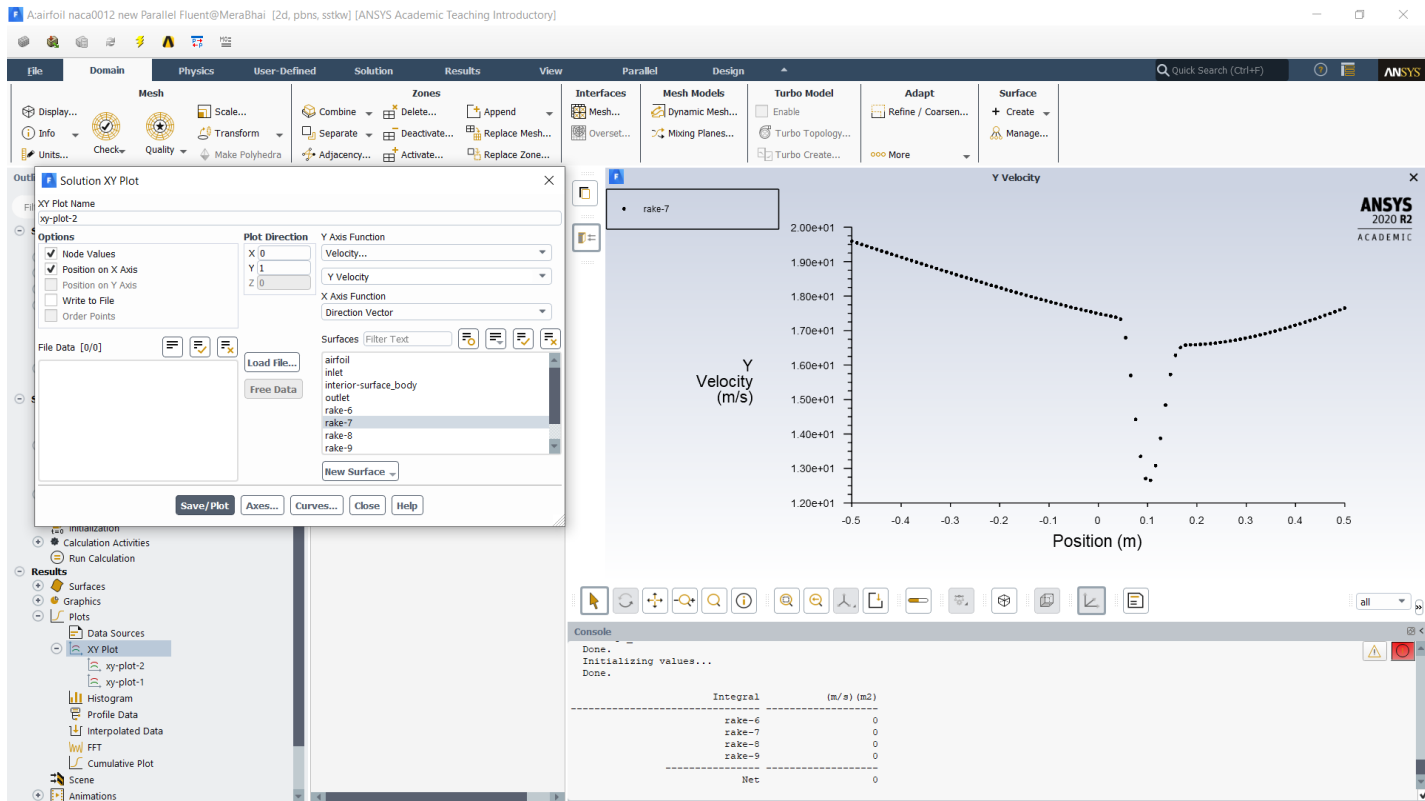 A:airfoil naca0012 new Parallel Fluent@MeraBhai [2d, pbns, sstkw] [ANSYS Academic Teaching Introductory]
File Domain Physics User-Defined Solution Results View Parallel Design
Quick Search (Ctrl+F)
ANSYS
Mesh
Display...
Info
Units...
Check
Quality
Scale...
Transform
Make Polyhedra
Zones
Combine
Separate
Adjacency...
Delete...
Deactivate...
Activate...
Append
Replace Mesh...
Replace Zone...
Interfaces
Mesh...
Overset...
Mesh Models
Dynamic Mesh...
Mixing Planes...
Turbo Model
Enable
Turbo Topology...
Turbo Create...
Adapt
Refine / Coarsen...
More
Surface
Create
Manage...
Solution XY Plot
XY Plot Name
xy-plot-2
Options
Node Values
Position on X Axis
Position on Y Axis
Write to File
Order Points
Plot Direction
X 0
Y 1
Z 0
Y Axis Function
Velocity...
Y Velocity
X Axis Function
Direction Vector
File Data [0/0]
Load File...
Free Data
Surfaces Filter Text
airfoil
inlet
interior-surface_body
outlet
rake-6
rake-7
rake-8
rake-9
New Surface
Save/Plot Axes... Curves... Close Help
Initialization
Calculation Activities
Run Calculation
Results
Surfaces
Graphics
Plots
Data Sources
XY Plot
xy-plot-2
xy-plot-1
Histogram
Profile Data
Interpolated Data
FFT
Cumulative Plot
Scene
Animations
Y Velocity
rake-7
ANSYS
2020 R2
ACADEMIC
2.00e+01
1.90e+01
1.80e+01
1.70e+01
1.60e+01
1.50e+01
1.40e+01
1.30e+01
1.20e+01
Y
Velocity
(m/s)
-0.5 -0.4 -0.3 -0.2 -0.1 0 0.1 0.2 0.3 0.4 0.5
Position (m)
all
Console
Done.
Initializing values...
Done.
Integral (m/s)(m2)
rake-6 0
rake-7 0
rake-8 0
rake-9 0
Net 0